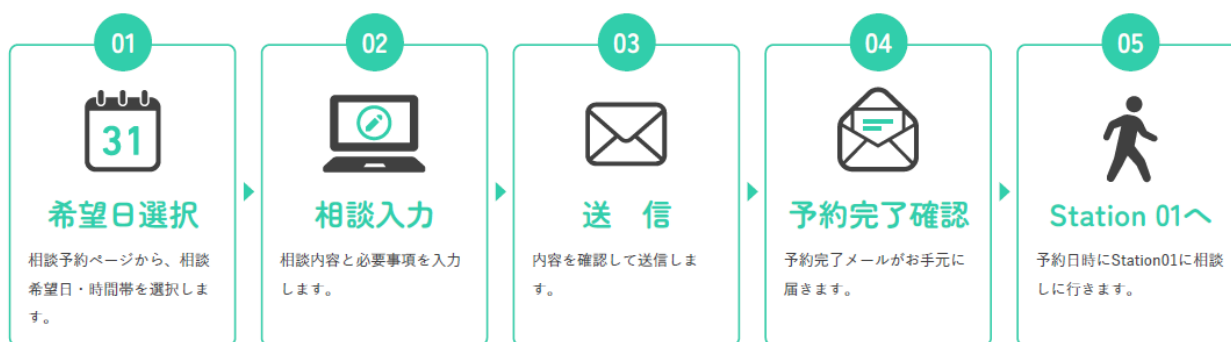 01
31
希望日選択
相談予約ページから、相談
希望日・時間帯を選択しま
す。
02
相談入力
相談内容と必要事項を入力
します。
03
送　信
内容を確認して送信しま
す。
04
予約完了確認
予約完了メールがお手元に
届きます。
05
Station 01へ
予約日時にStation01に相談
しに行きます。